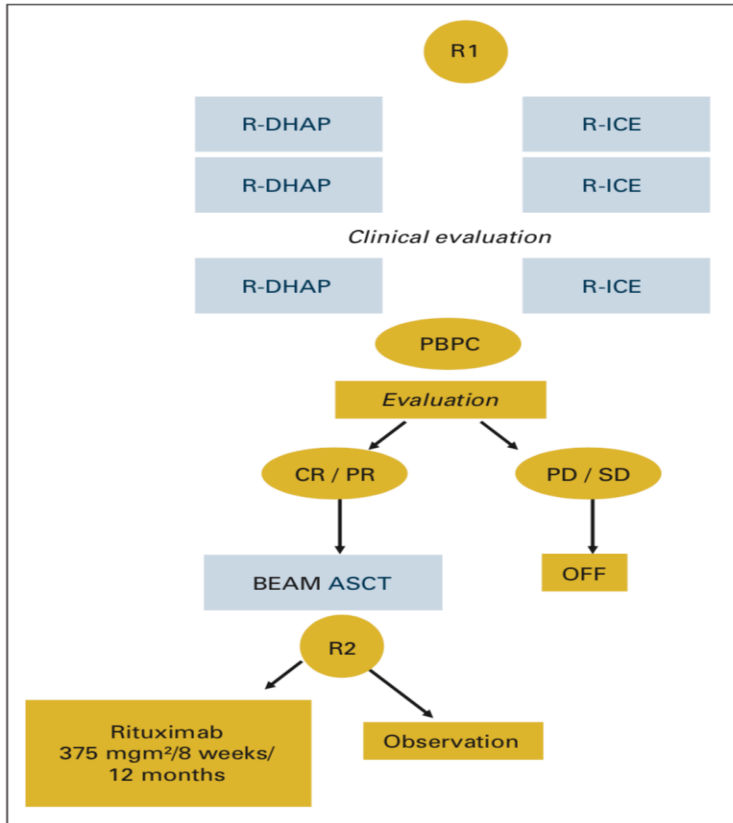 R1
R-DHAP R-ICE
R-DHAP R-ICE
Clinical evaluation
R-DHAP R-ICE
PBPC
Evaluation
CR / PR PD / SD
BEAM ASCT OFF
R2
Rituximab
375 mgm²/8 weeks/
12 months
Observation